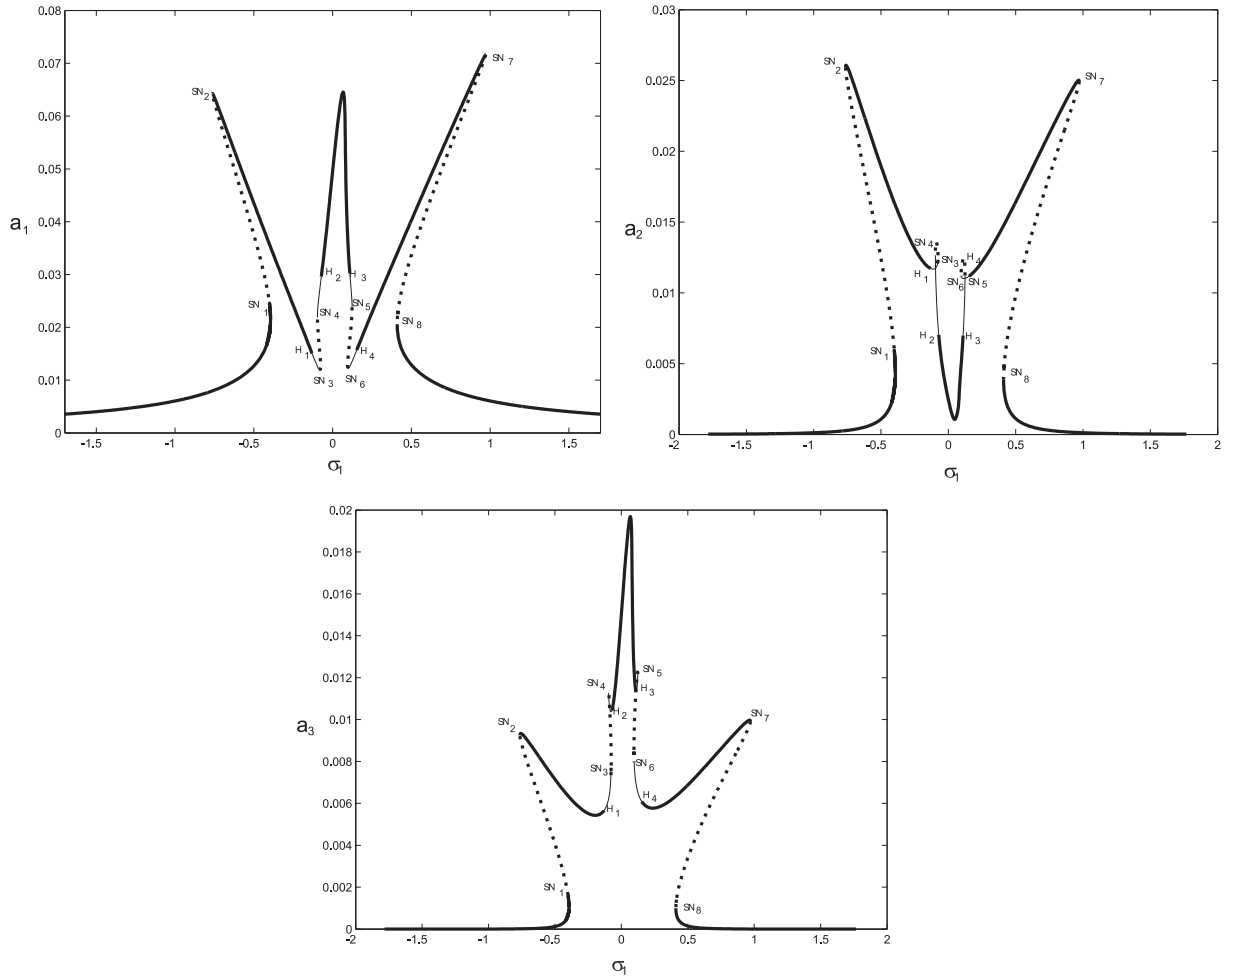 0.08
0.07
0.06
0.05
0.04
0.03
0.02
0.01
0
a1
SN2
SN7
SN1
H2
H3
SN4
SN5
SN8
H1
H4
SN3
SN6
-1.5
-1
-0.5
0
0.5
1
1.5
σ1
0.03
0.025
0.02
0.015
0.01
0.005
0
a2
SN2
SN7
SN4
SN3
H4
H1
SN6
SN5
H2
H3
SN1
SN8
-2
-1.5
-1
-0.5
0
0.5
1
1.5
2
σ1
0.02
0.018
0.016
0.014
0.012
0.01
0.008
0.006
0.004
0.002
0
a3
SN5
SN4
H3
H2
SN7
SN2
SN3
SN6
H1
H4
SN1
SN8
-2
-1.5
-1
-0.5
0
0.5
1
1.5
2
σ1